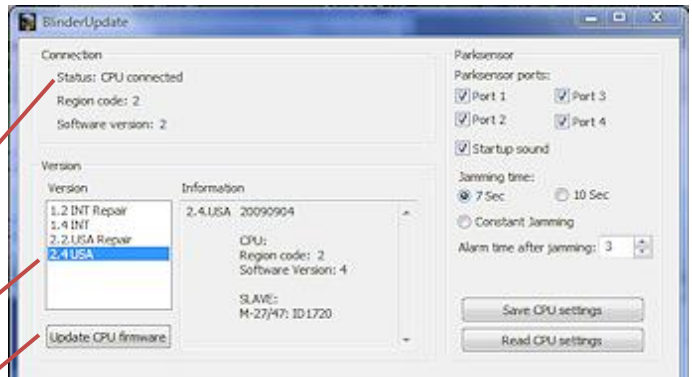 BlinderUpdate
Connection
Status: CPU connected
Region code: 2
Software version: 2
Version
Version
1.2 INT Repair
1.4 INT
2.2.USA Repair
2.4 USA
Update CPU firmware
Information
2.4.USA 20090904
CPU:
Region code: 2
Software Version: 4
SLAVE:
M-27/47: ID1720
Parksensor
Parksensor ports:
Port 1 Port 3
Port 2 Port 4
Startup sound
Jamming time:
7 Sec 10 Sec
Constant Jamming
Alarm time after jamming: 3
Save CPU settings
Read CPU settings